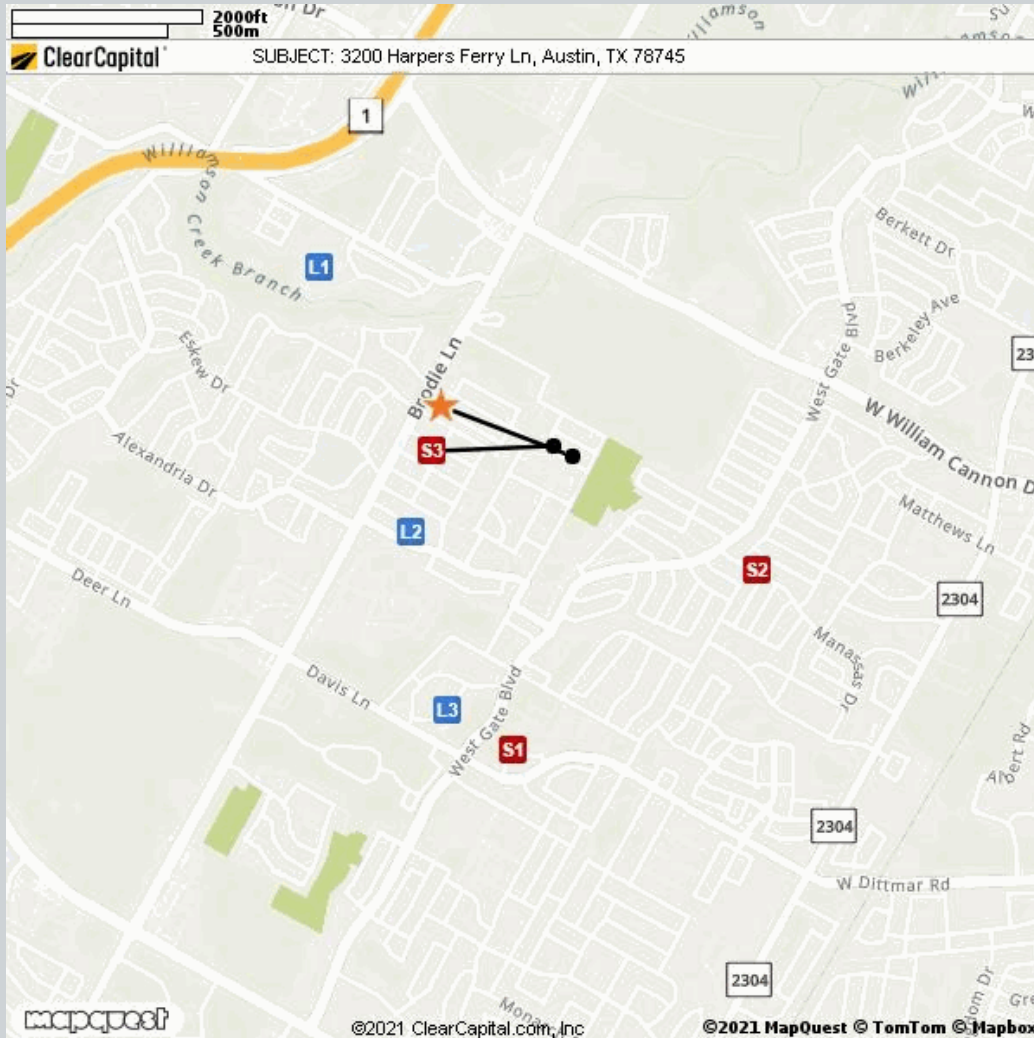 2000ft
500m
ClearCapital
SUBJECT: 3200 Harpers Ferry Ln, Austin, TX 78745
1
Williamson
Creek Branch
L1
Berkett Dr
Berkeley Ave
Eskew Dr
Brodie Ln
West Gate Blvd
23
W William Cannon D
S3
Alexandria Dr
L2
Matthews Ln
S2
2304
Deer Ln
Manassas Dr
Davis Ln
L3
West Gate Blvd
S1
Albert Rd
2304
W Dittmar Rd
2304
mapquest
©2021 ClearCapital.com, Inc
©2021 MapQuest © TomTom © Mapbox